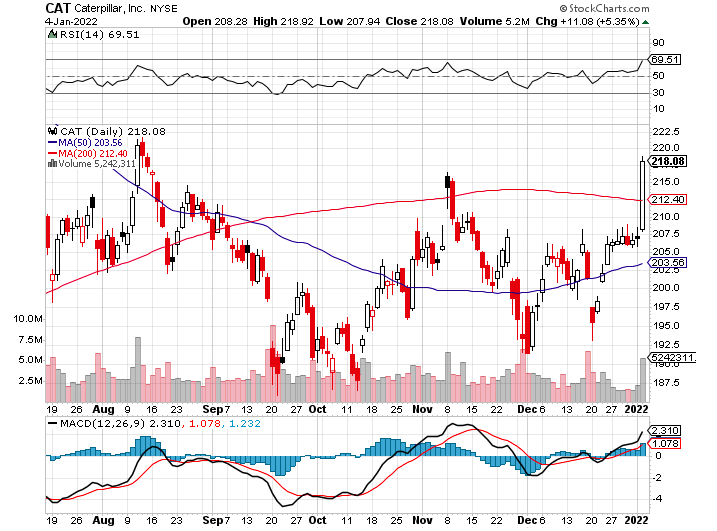 CAT Caterpillar, Inc. NYSE © StockCharts.com
4-Jan-2022 Open 208.28 High 218.92 Low 207.94 Close 218.08 Volume 5.2M Chg +11.08 (+5.35%)
RSI(14) 69.51
90
69.51
50
30
10
CAT (Daily) 218.08
MA(50) 203.56
MA(200) 212.40
Volume 5,242,311
222.5
220.0
218.08
215.0
212.40
210.0
207.5
205.0
203.56
202.5
200.0
197.5
195.0
192.5
190.0
187.5
10.0M
7.5M
5.0M
2.5M
5242311
19 26 Aug 9 16 23 Sep 7 13 20 27 Oct 11 18 25 Nov 8 15 22 Dec 6 13 20 27 2022
MACD(12,26,9) 2.310, 1.078, 1.232
2.310
1.078
0
-2
-4
19 26 Aug 9 16 23 Sep 7 13 20 27 Oct 11 18 25 Nov 8 15 22 Dec 6 13 20 27 2022